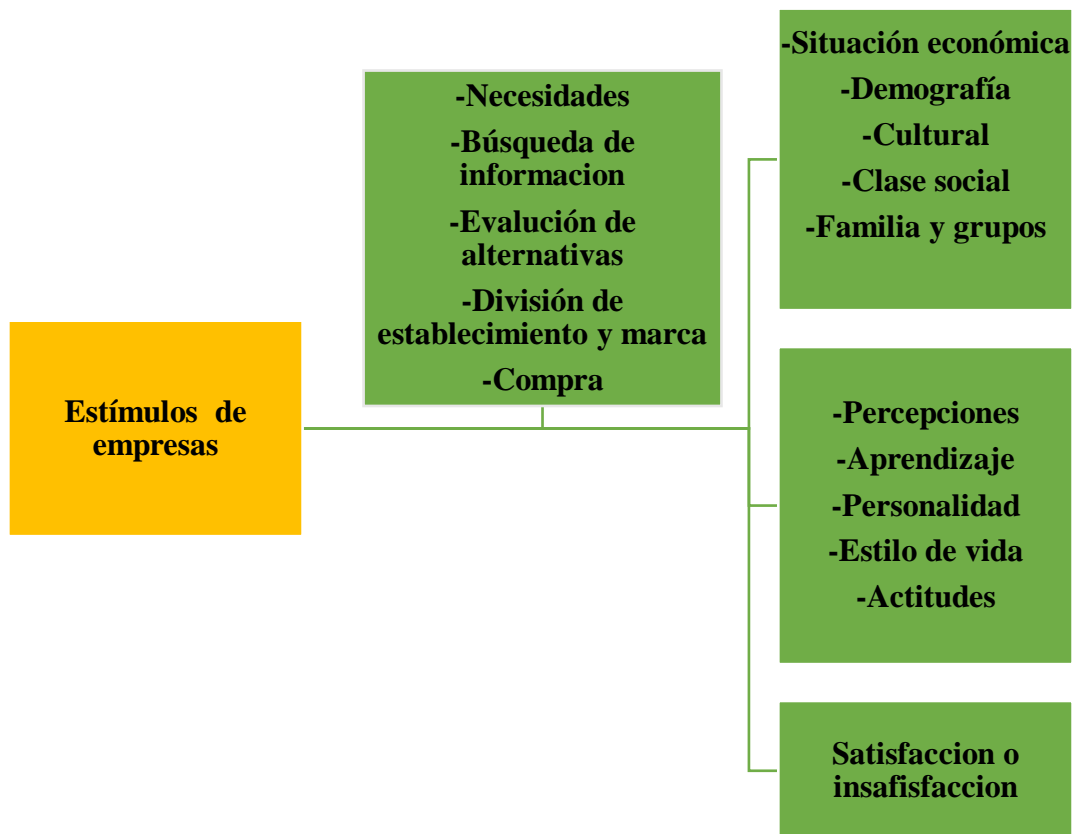 Estímulos de
empresas
-Necesidades
-Búsqueda de
informacion
-Evalución de
alternativas
-División de
establecimiento y marca
-Compra
-Situación económica
-Demografía
-Cultural
-Clase social
-Familia y grupos
-Percepciones
-Aprendizaje
-Personalidad
-Estilo de vida
-Actitudes
Satisfaccion o
insafisfaccion